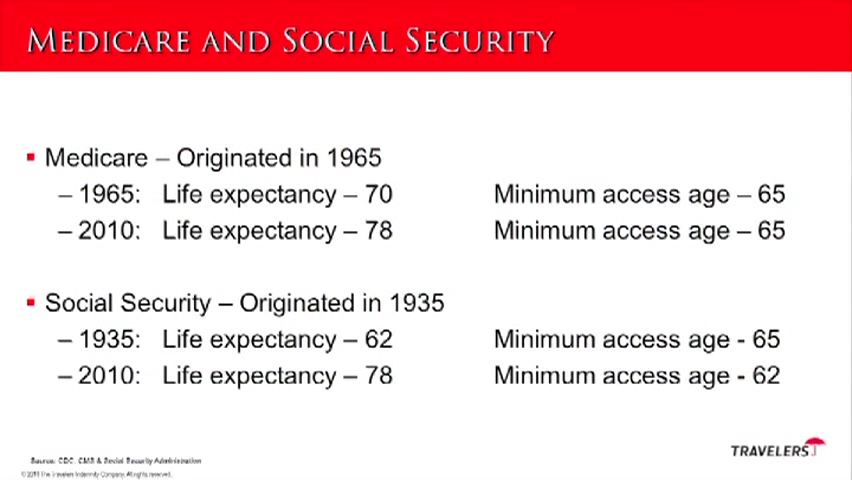 MEDICARE AND SOCIAL SECURITY
Medicare – Originated in 1965
– 1965: Life expectancy – 70 Minimum access age – 65
– 2010: Life expectancy – 78 Minimum access age – 65
Social Security – Originated in 1935
– 1935: Life expectancy – 62 Minimum access age - 65
– 2010: Life expectancy – 78 Minimum access age - 62
TRAVELERS
Source: CDC, CMS & Social Security Administration
The Travelers Indemnity Company. All rights reserved.